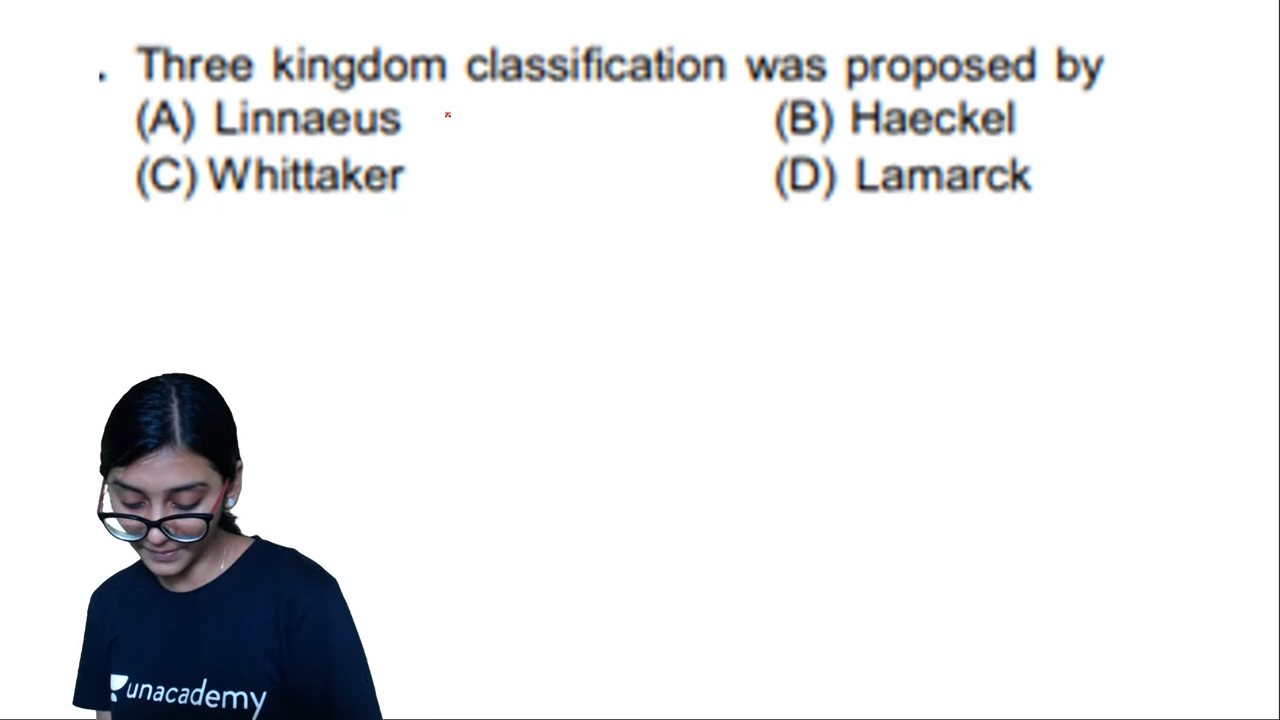 . Three kingdom classification was proposed by
(A) Linnaeus (B) Haeckel
(C) Whittaker (D) Lamarck
unacademy